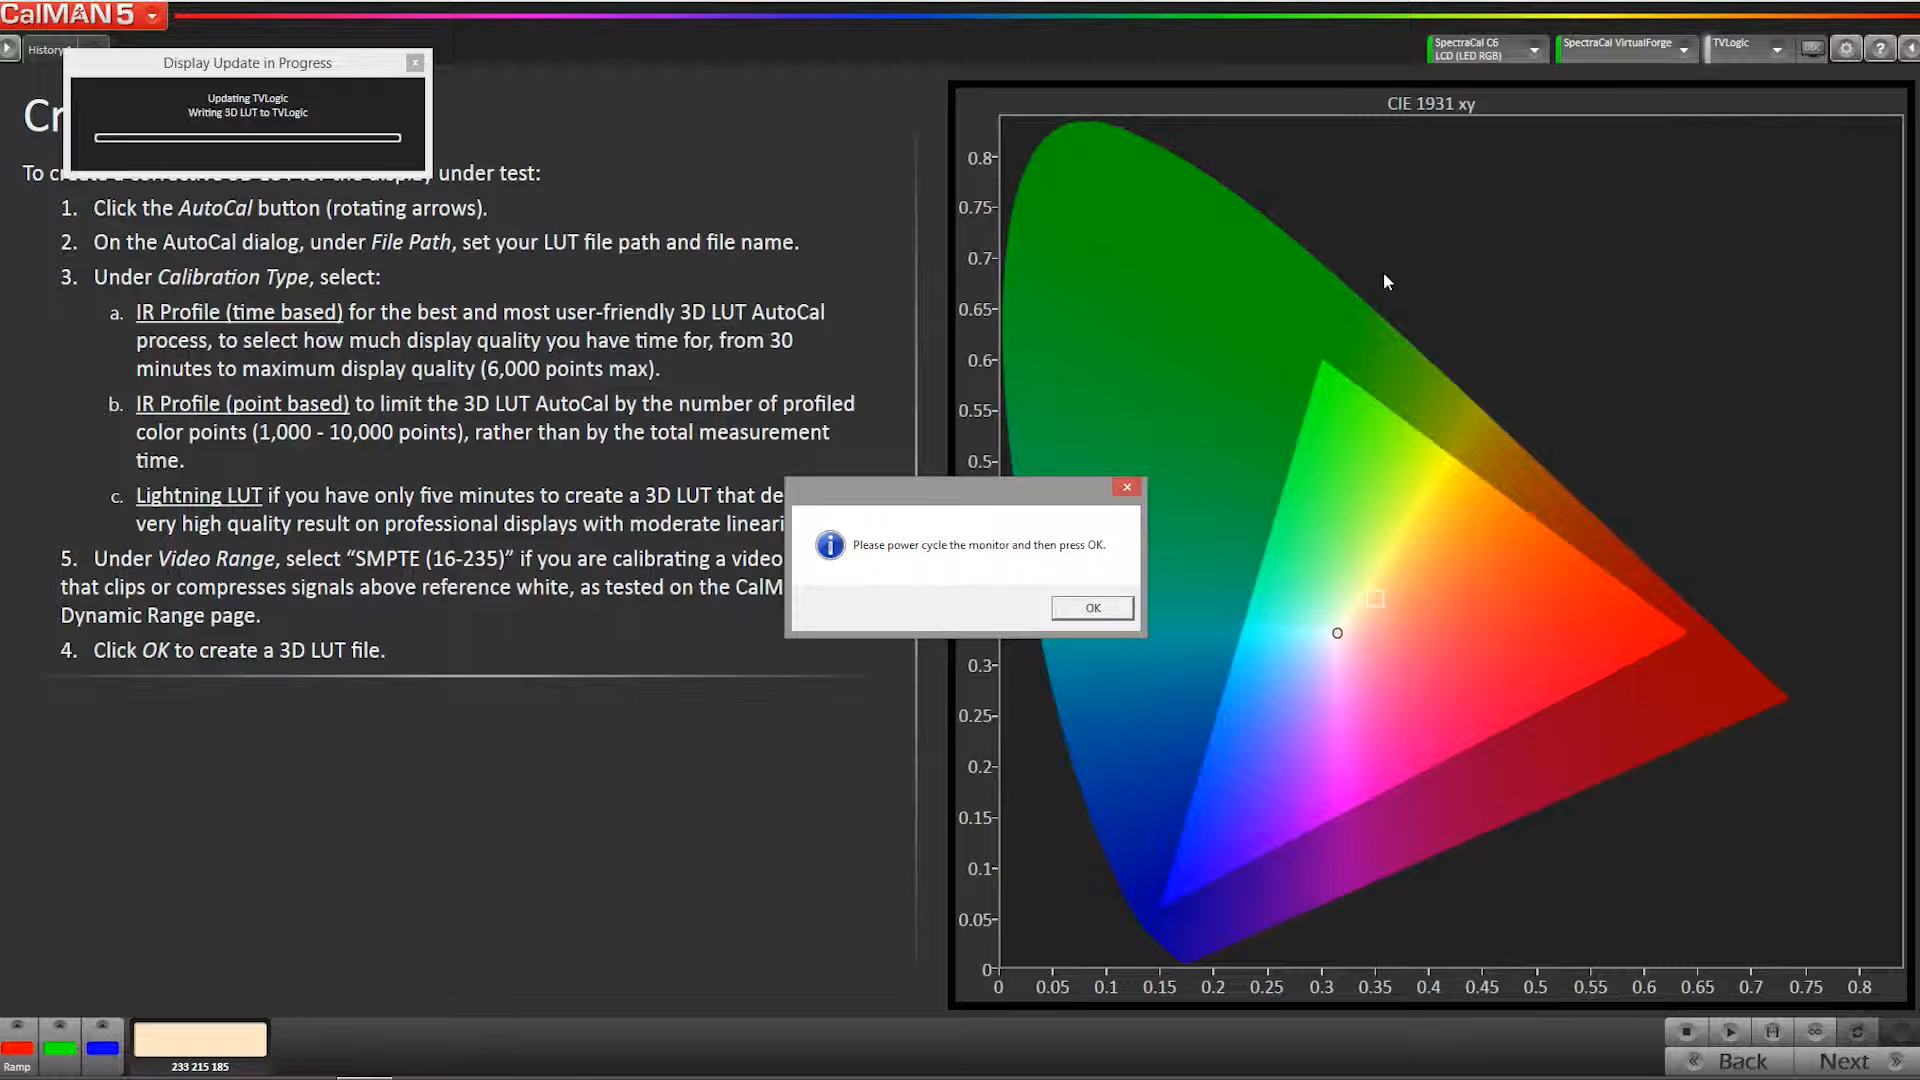 CalMAN 5
History
SpectraCal C6
LCD (LED RGB)
SpectraCal VirtualForge
TVLogic
DDC
?
Display Update in Progress
x
Updating TVLogic
Writing 3D LUT to TVLogic
Cr
To create a corrective 3D LUT for the display under test:
1. Click the AutoCal button (rotating arrows).
2. On the AutoCal dialog, under File Path, set your LUT file path and file name.
3. Under Calibration Type, select:
a. IR Profile (time based) for the best and most user-friendly 3D LUT AutoCal
process, to select how much display quality you have time for, from 30
minutes to maximum display quality (6,000 points max).
b. IR Profile (point based) to limit the 3D LUT AutoCal by the number of profiled
color points (1,000 - 10,000 points), rather than by the total measurement
time.
c. Lightning LUT if you have only five minutes to create a 3D LUT that de
very high quality result on professional displays with moderate lineari
5. Under Video Range, select “SMPTE (16-235)” if you are calibrating a video
that clips or compresses signals above reference white, as tested on the CalM
Dynamic Range page.
4. Click OK to create a 3D LUT file.
Please power cycle the monitor and then press OK.
OK
CIE 1931 xy
0.8
0.75
0.7
0.65
0.6
0.55
0.5
0.3
0.25
0.2
0.15
0.1
0.05
0
0 0.05 0.1 0.15 0.2 0.25 0.3 0.35 0.4 0.45 0.5 0.55 0.6 0.65 0.7 0.75 0.8
Ramp
233 215 185
Back
Next